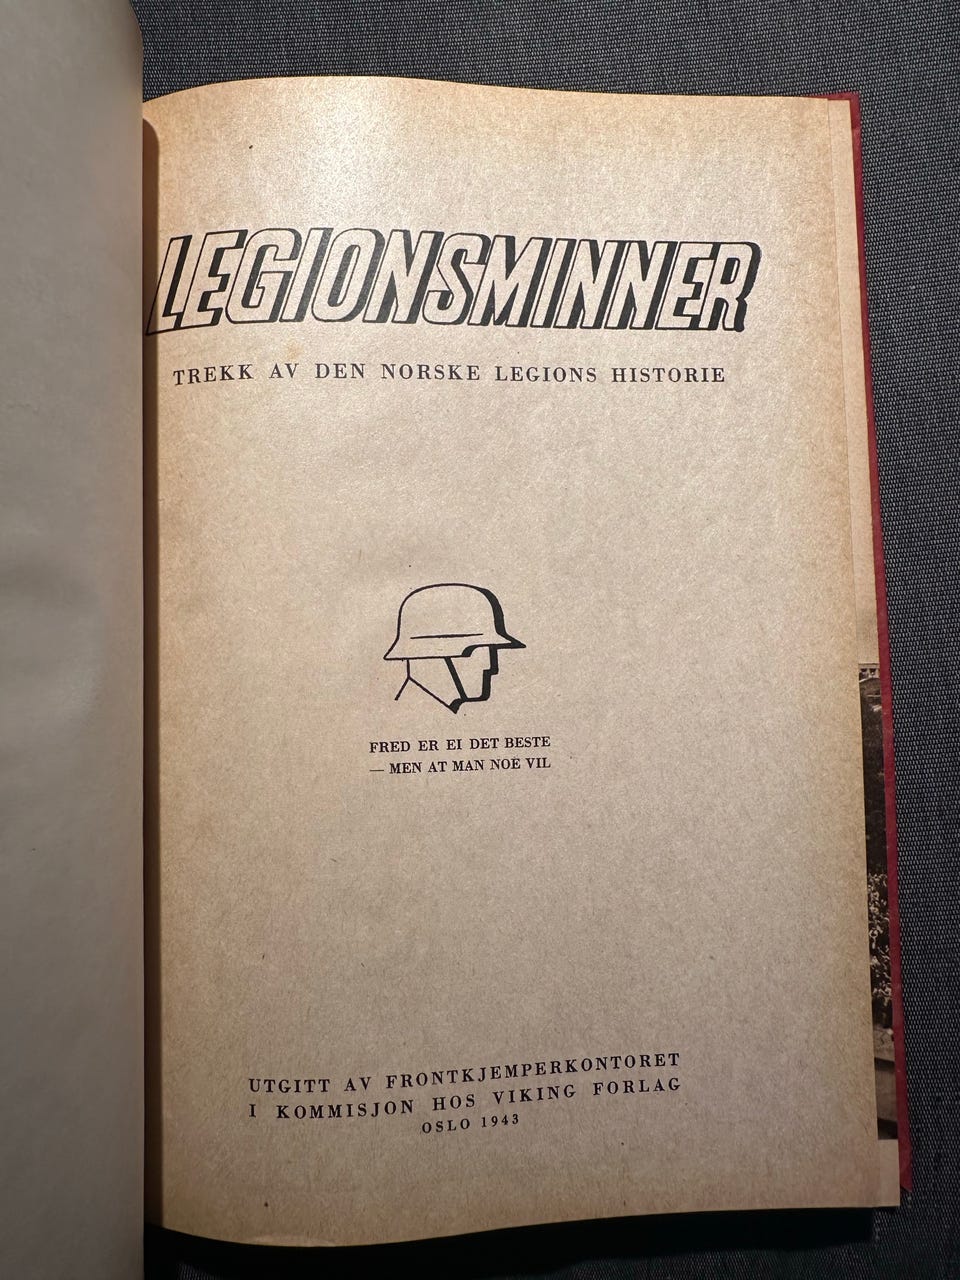 LEGIONSMINNER
TREKK AV DEN NORSKE LEGIONS HISTORIE
FRED ER EI DET BESTE
— MEN AT MAN NOE VIL
UTGITT AV FRONTKJEMPERKONTORET
I KOMMISJON HOS VIKING FORLAG
OSLO 1943